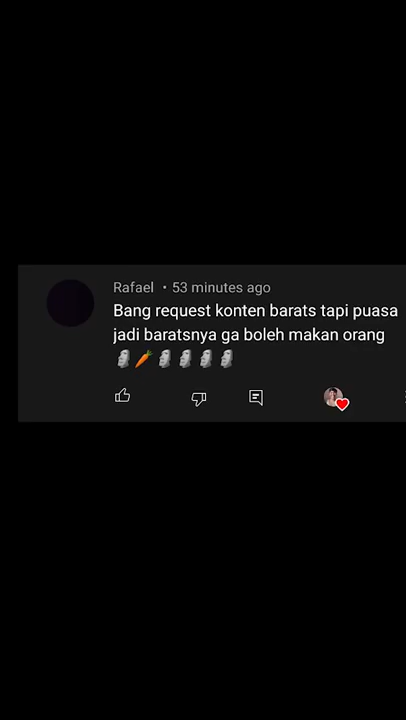 Rafael • 53 minutes ago
Bang request konten barats tapi puasa
jadi baratsnya ga boleh makan orang
🗿🥕🗿🗿🗿🗿